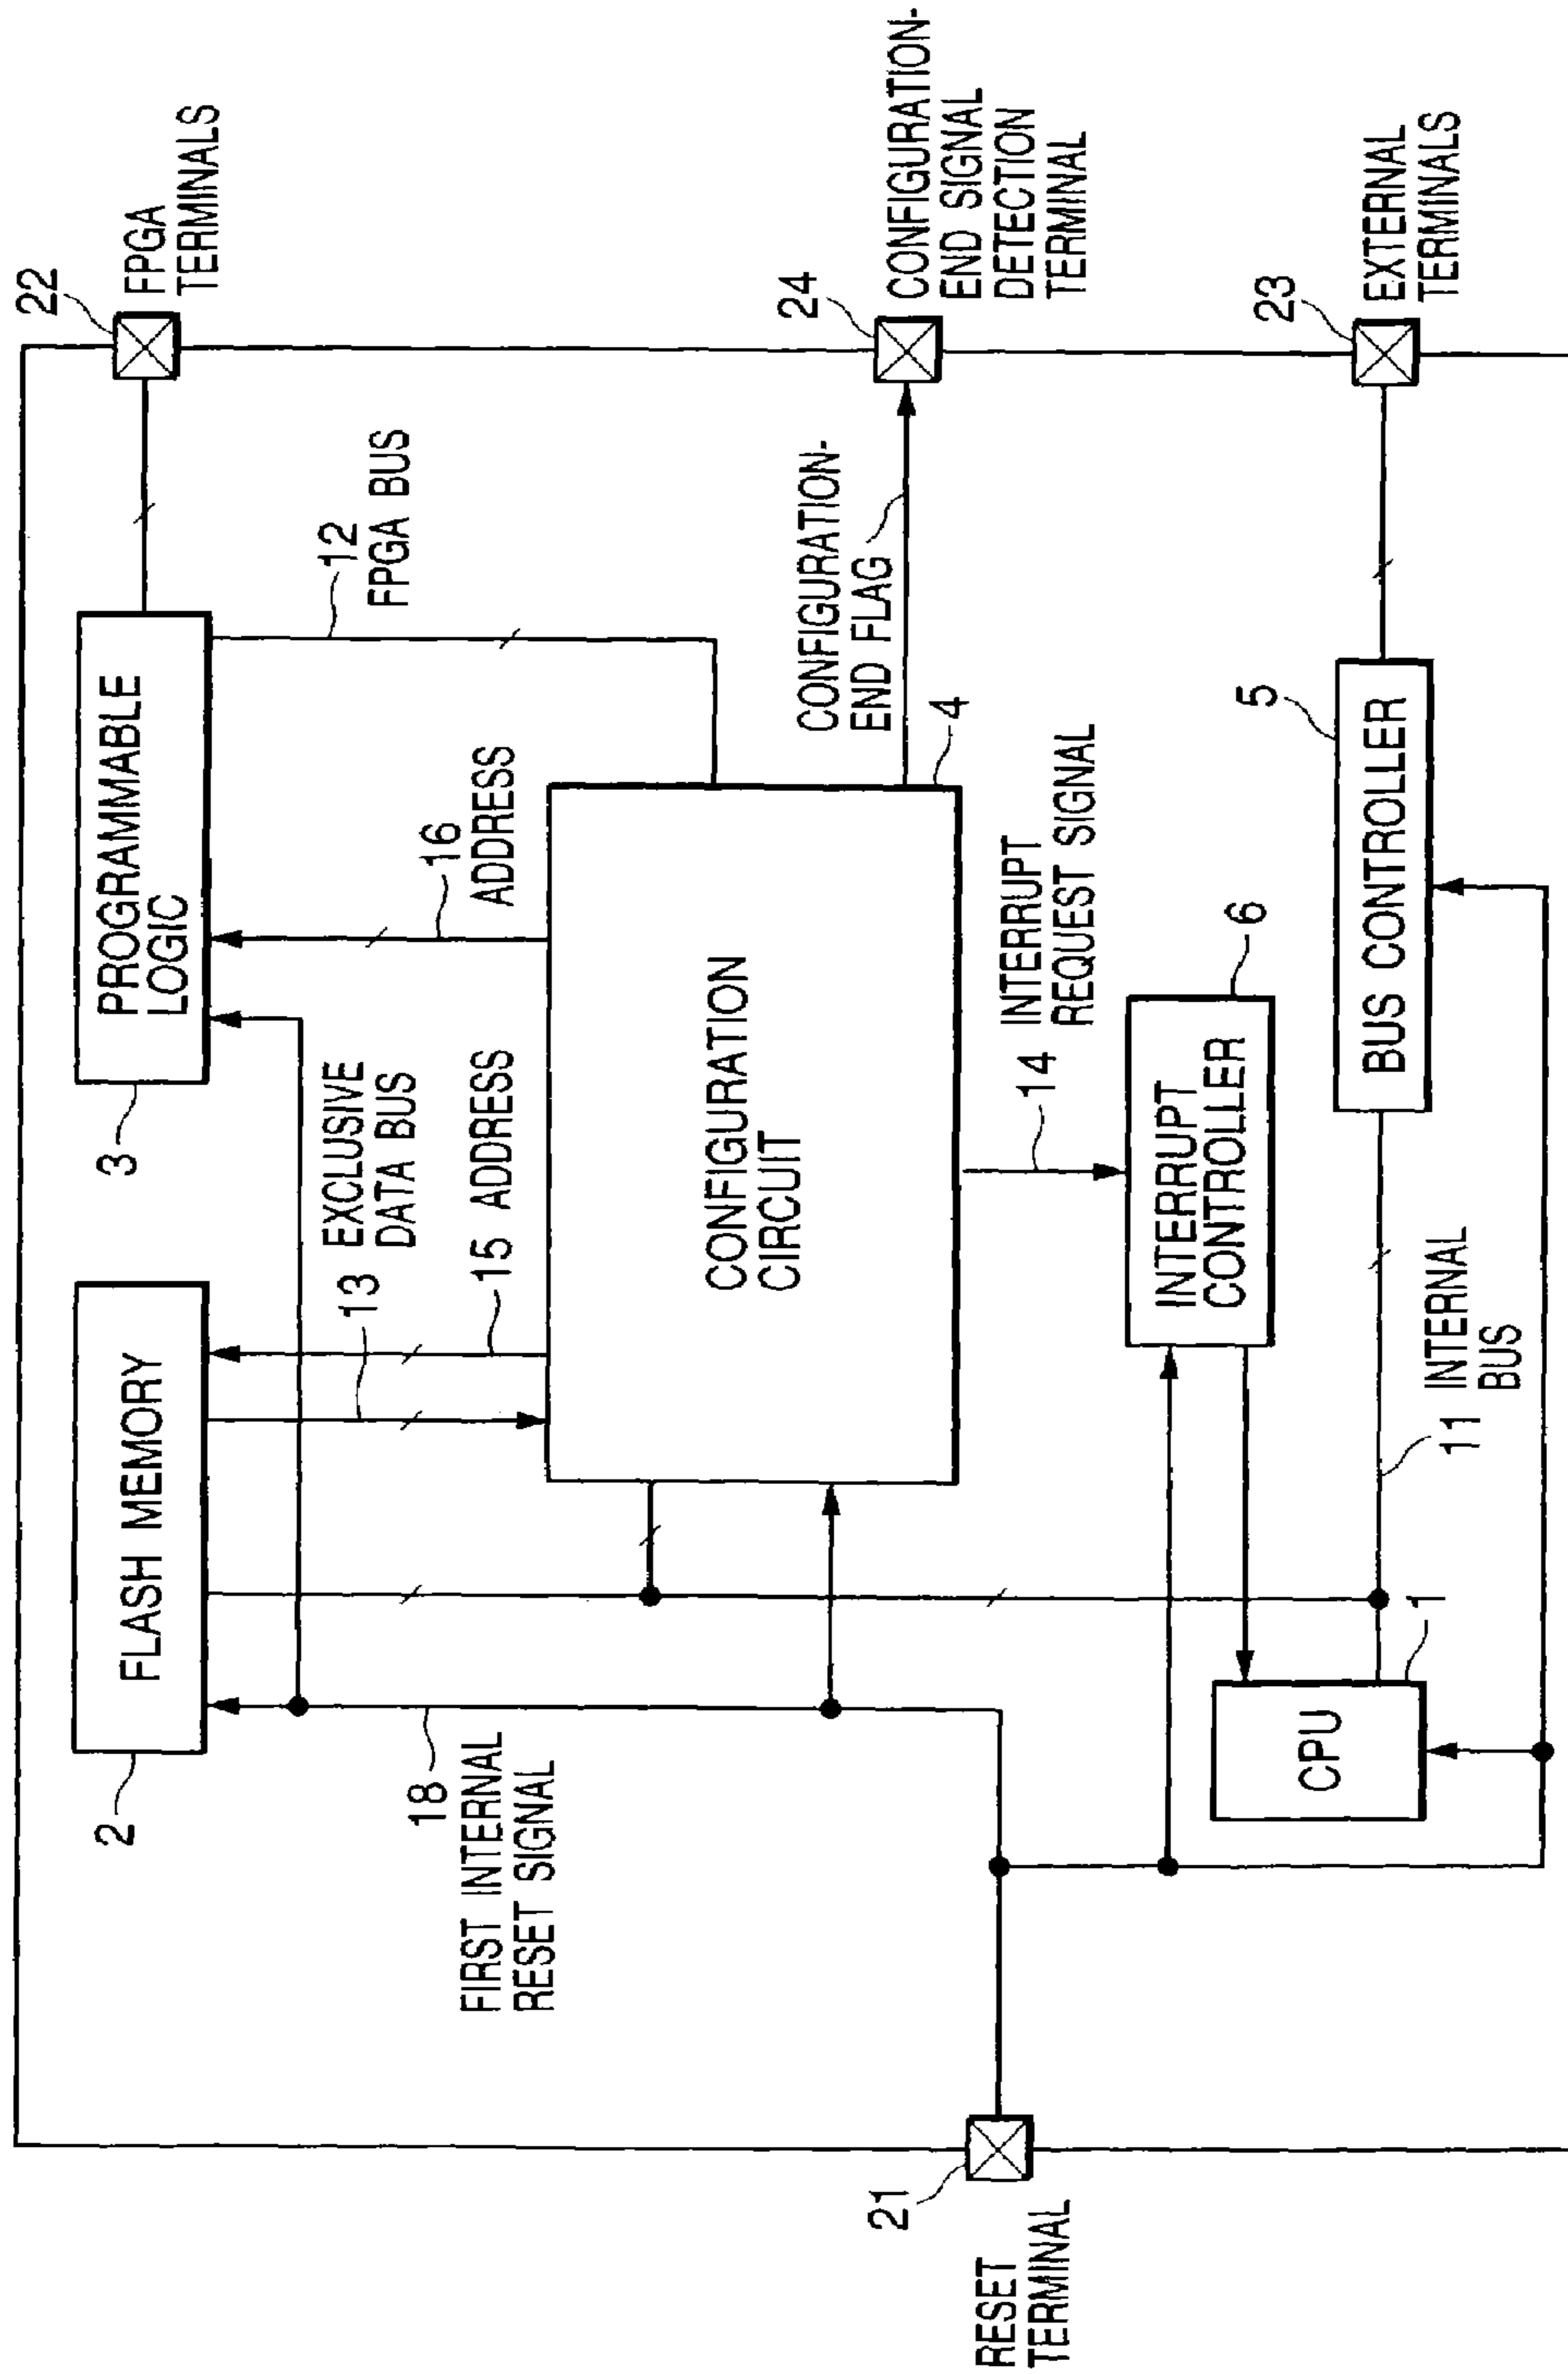 2
FLASH MEMORY
3
PROGRAMMABLE
LOGIC
22
FPGA
TERMINALS
18
FIRST INTERNAL
RESET SIGNAL
13
EXCLUSIVE
DATA BUS
15 ADDRESS
16
ADDRESS
12
FPGA BUS
CONFIGURATION
CIRCUIT
4
CONFIGURATION-
END FLAG
24
CONFIGURATION-
END SIGNAL
DETECTION
TERMINAL
21
RESET
TERMINAL
14
INTERRUPT
REQUEST SIGNAL
INTERRUPT
CONTROLLER
6
CPU
1
11
INTERNAL
BUS
5
BUS CONTROLLER
23
EXTERNAL
TERMINALS